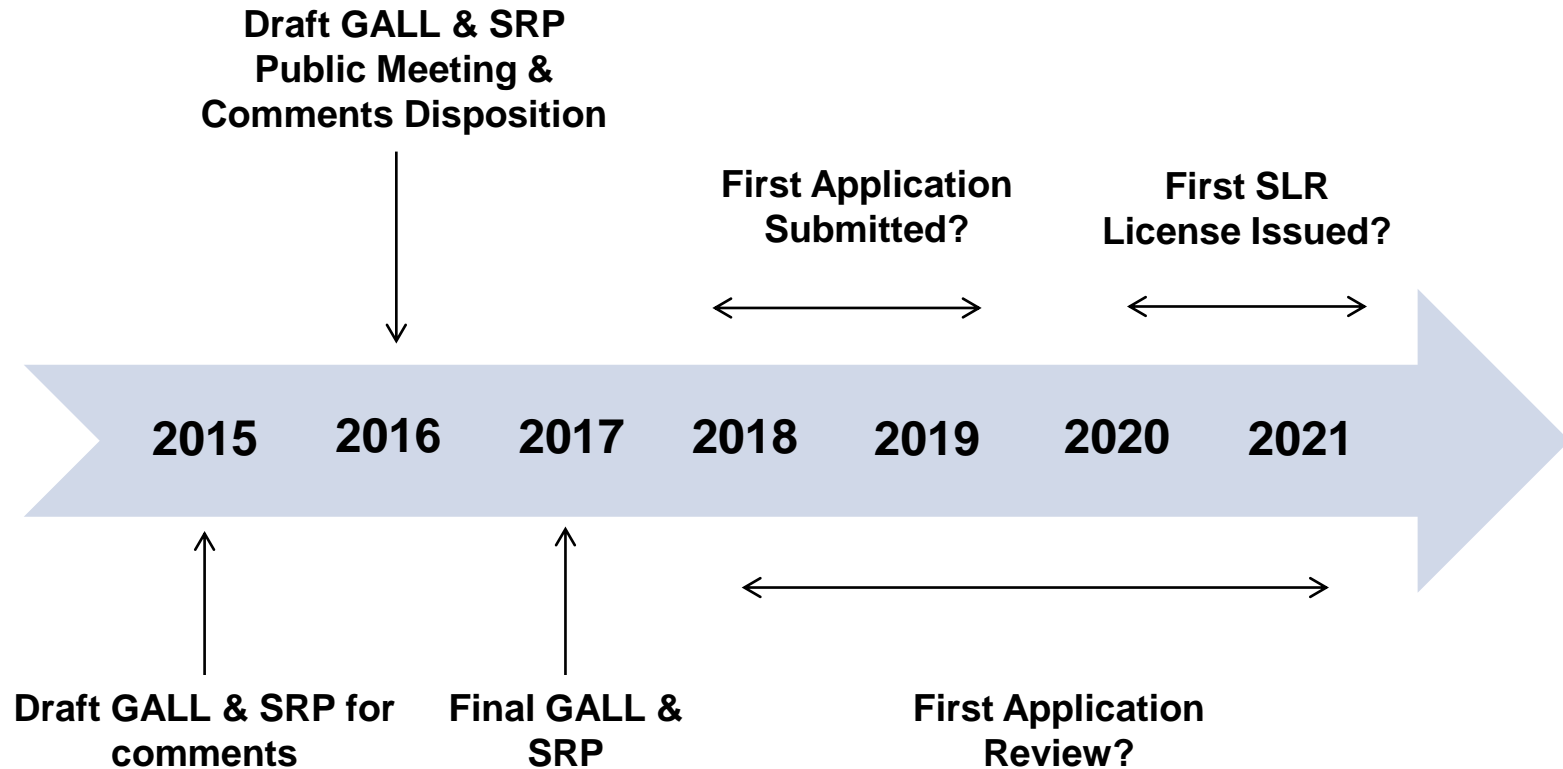 Draft GALL & SRP
Public Meeting &
Comments Disposition
First Application
Submitted?
First SLR
License Issued?
2015 2016 2017 2018 2019 2020 2021
Draft GALL & SRP for
comments
Final GALL &
SRP
First Application
Review?